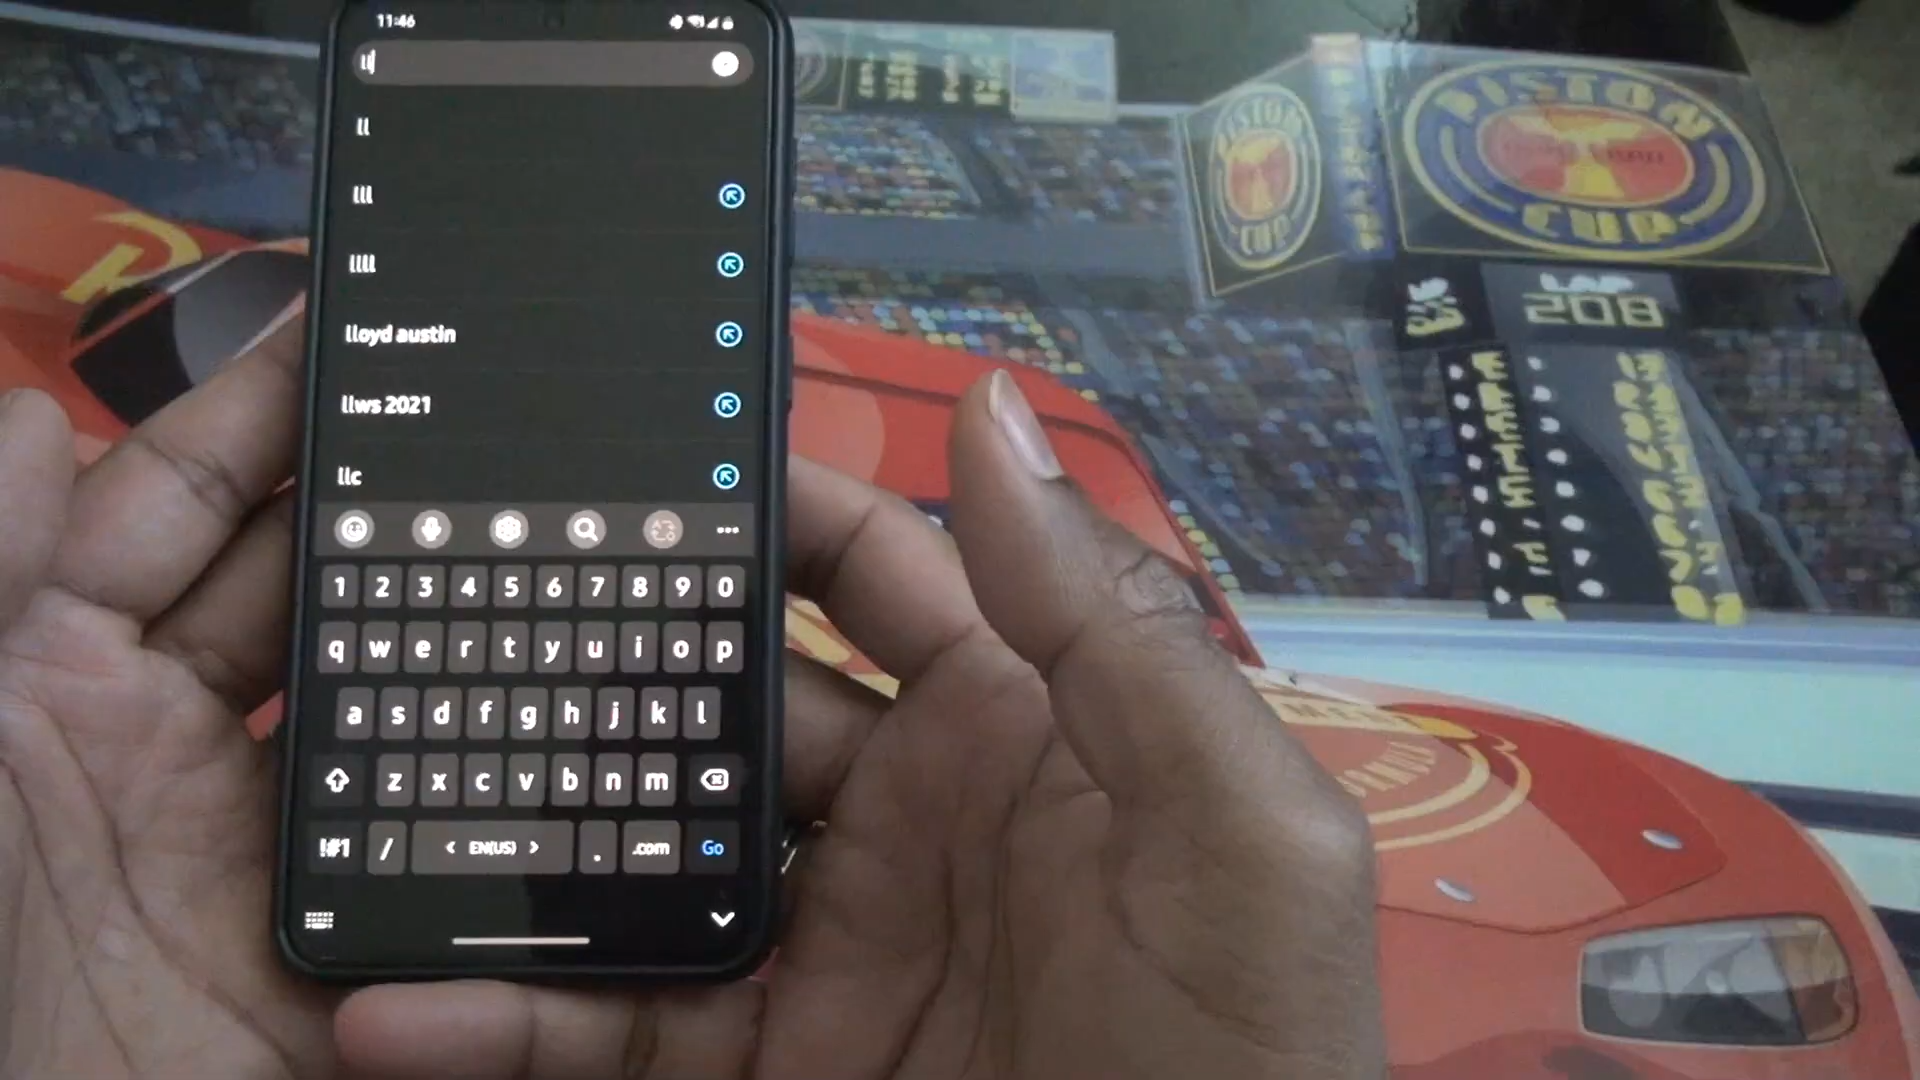 11:46
ll
ll
lll
llll
lloyd austin
llws 2021
llc
1 2 3 4 5 6 7 8 9 0
q w e r t y u i o p
a s d f g h j k l
z x c v b n m
!#1 / < EN(US) > . .com Go
PISTON
CUP
PISTON
CUP
LAP
208